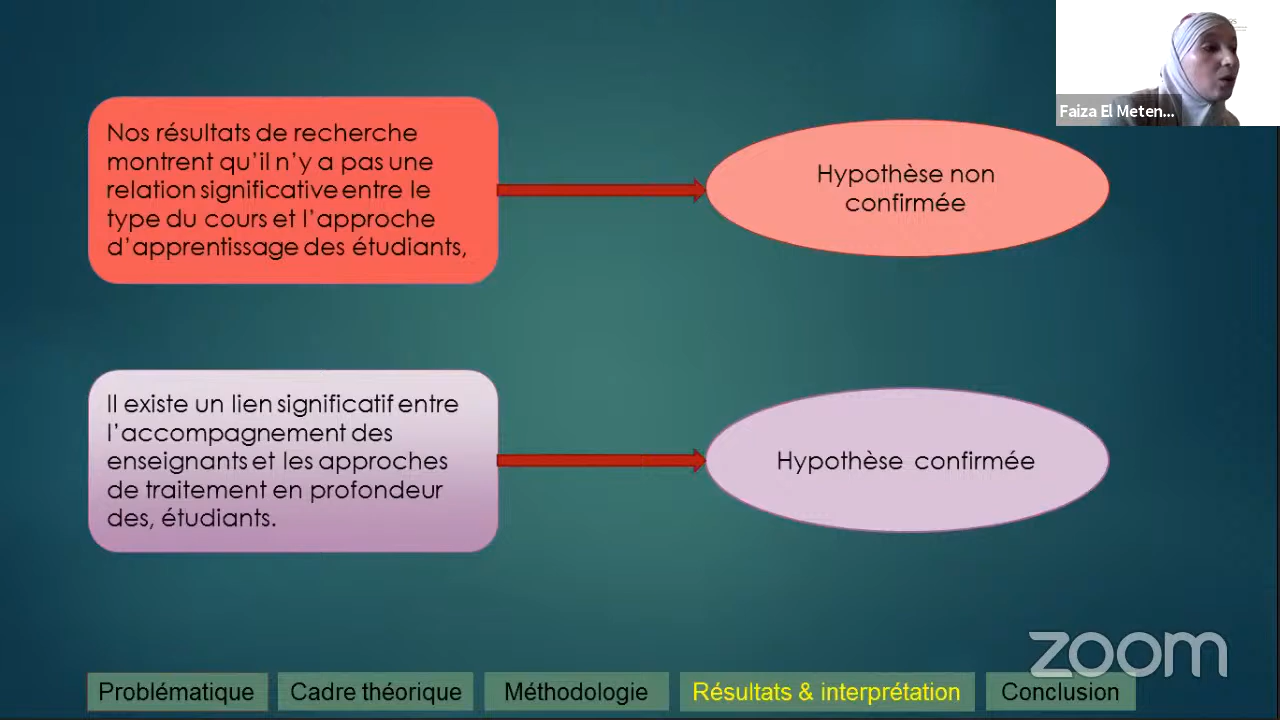 Faiza El Meten...
Nos résultats de recherche
montrent qu'il n'y a pas une
relation significative entre le
type du cours et l'approche
d'apprentissage des étudiants,
Hypothèse non
confirmée
Il existe un lien significatif entre
l'accompagnement des
enseignants et les approches
de traitement en profondeur
des, étudiants.
Hypothèse confirmée
zoom
Problématique
Cadre théorique
Méthodologie
Résultats & interprétation
Conclusion